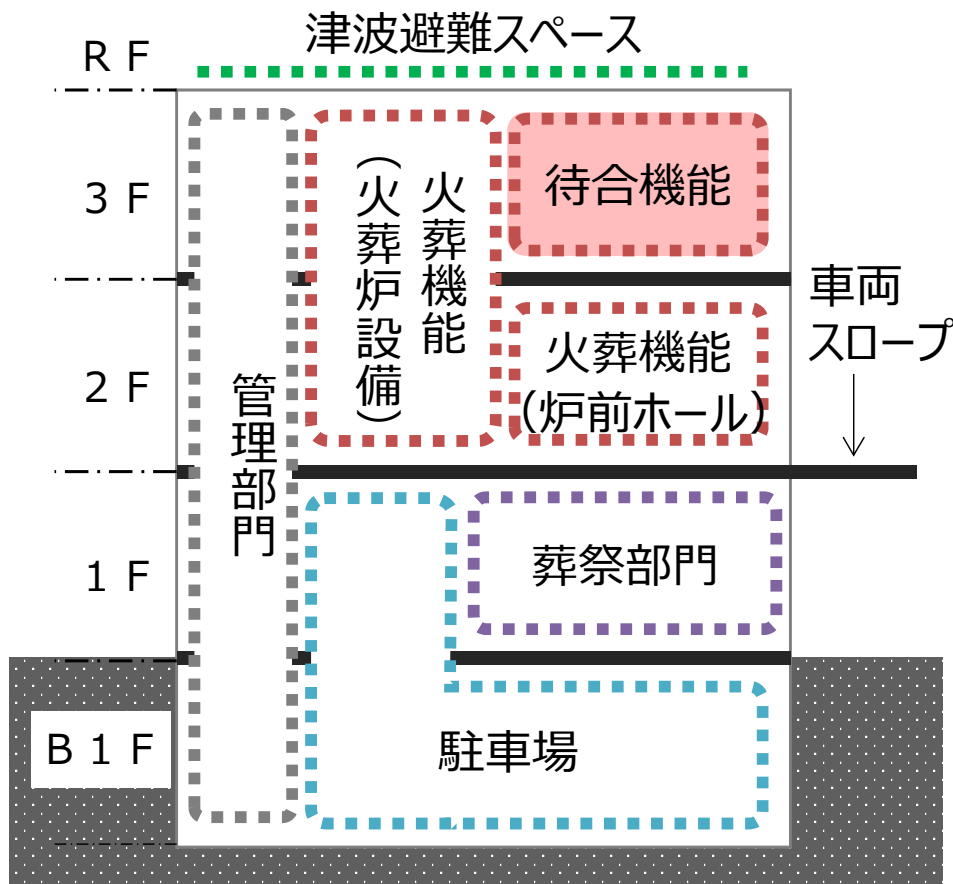 津波避難スペース
ＲＦ
３Ｆ
２Ｆ
１Ｆ
Ｂ１Ｆ
管理部門
火葬機能
（火葬炉設備）
待合機能
火葬機能
（炉前ホール）
車両
スロープ
葬祭部門
駐車場